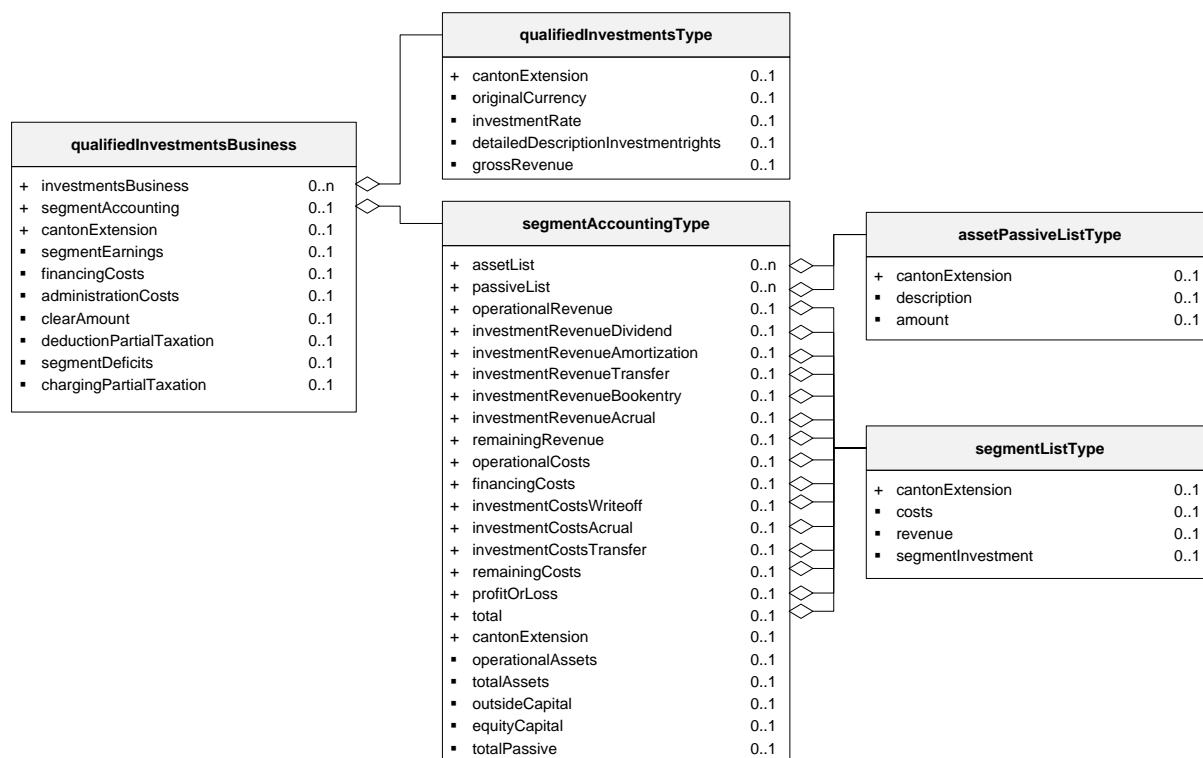 qualifiedInvestmentsType
+ cantonExtension 0..1
▪ originalCurrency 0..1
▪ investmentRate 0..1
▪ detailedDescriptionInvestmentrights 0..1
▪ grossRevenue 0..1
qualifiedInvestmentsBusiness
+ investmentsBusiness 0..n
+ segmentAccounting 0..1
+ cantonExtension 0..1
▪ segmentEarnings 0..1
▪ financingCosts 0..1
▪ administrationCosts 0..1
▪ clearAmount 0..1
▪ deductionPartialTaxation 0..1
▪ segmentDeficits 0..1
▪ chargingPartialTaxation 0..1
segmentAccountingType
+ assetList 0..n
+ passiveList 0..n
+ operationalRevenue 0..1
+ investmentRevenueDividend 0..1
+ investmentRevenueAmortization 0..1
+ investmentRevenueTransfer 0..1
+ investmentRevenueBookentry 0..1
+ investmentRevenueAcrual 0..1
+ remainingRevenue 0..1
+ operationalCosts 0..1
+ financingCosts 0..1
+ investmentCostsWriteoff 0..1
+ investmentCostsAcrual 0..1
+ investmentCostsTransfer 0..1
+ remainingCosts 0..1
+ profitOrLoss 0..1
+ total 0..1
+ cantonExtension 0..1
▪ operationalAssets 0..1
▪ totalAssets 0..1
▪ outsideCapital 0..1
▪ equityCapital 0..1
▪ totalPassive 0..1
assetPassiveListType
+ cantonExtension 0..1
▪ description 0..1
▪ amount 0..1
segmentListType
+ cantonExtension 0..1
▪ costs 0..1
▪ revenue 0..1
▪ segmentInvestment 0..1